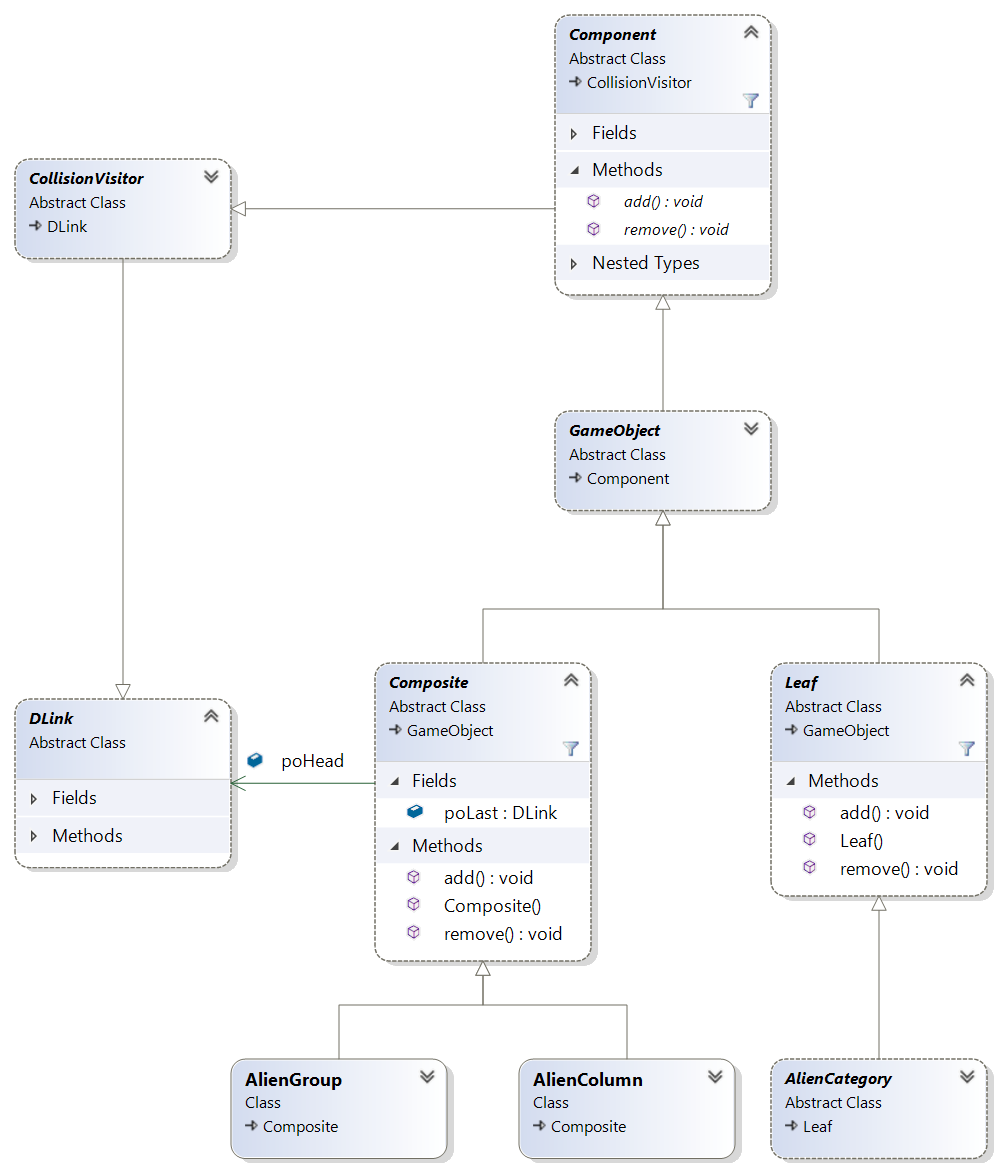 Component
Abstract Class
CollisionVisitor
Fields
Methods
add() : void
remove() : void
Nested Types
CollisionVisitor
Abstract Class
DLink
GameObject
Abstract Class
Component
DLink
Abstract Class
Fields
Methods
poHead
Composite
Abstract Class
GameObject
Fields
poLast : DLink
Methods
add() : void
Composite()
remove() : void
Leaf
Abstract Class
GameObject
Methods
add() : void
Leaf()
remove() : void
AlienGroup
Class
Composite
AlienColumn
Class
Composite
AlienCategory
Abstract Class
Leaf